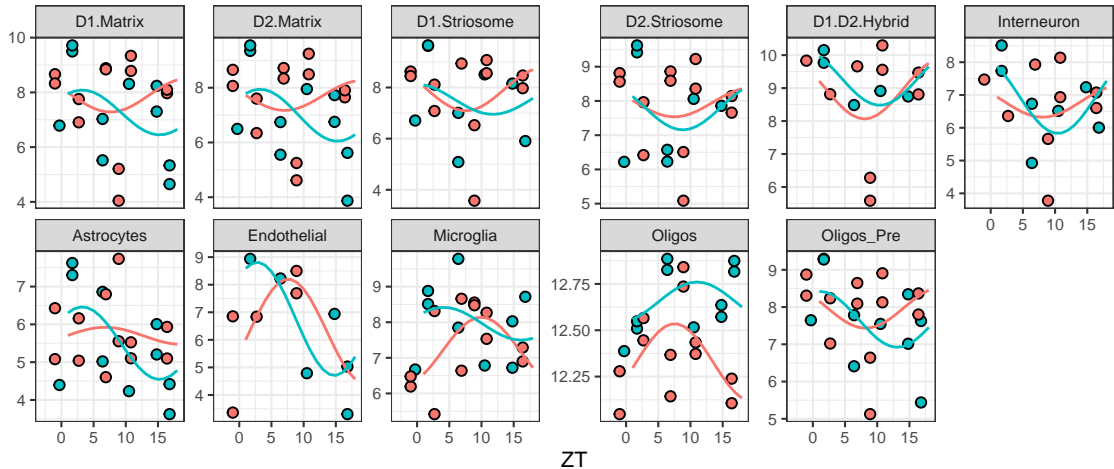 D1.Matrix D2.Matrix D1.Striosome D2.Striosome D1.D2.Hybrid Interneuron
10 8 6 4
8 6 4
8 6 4
9 8 7 6 5
10 9 8 7 6
8 7 6 5 4
0 5 10 15
Astrocytes Endothelial Microglia Oligos Oligos_Pre
7 6 5 4
9 8 7 6 5 4
9 8 7 6
12.75 12.50 12.25
9 8 7 6 5
0 5 10 15 0 5 10 15 0 5 10 15 0 5 10 15 0 5 10 15
ZT